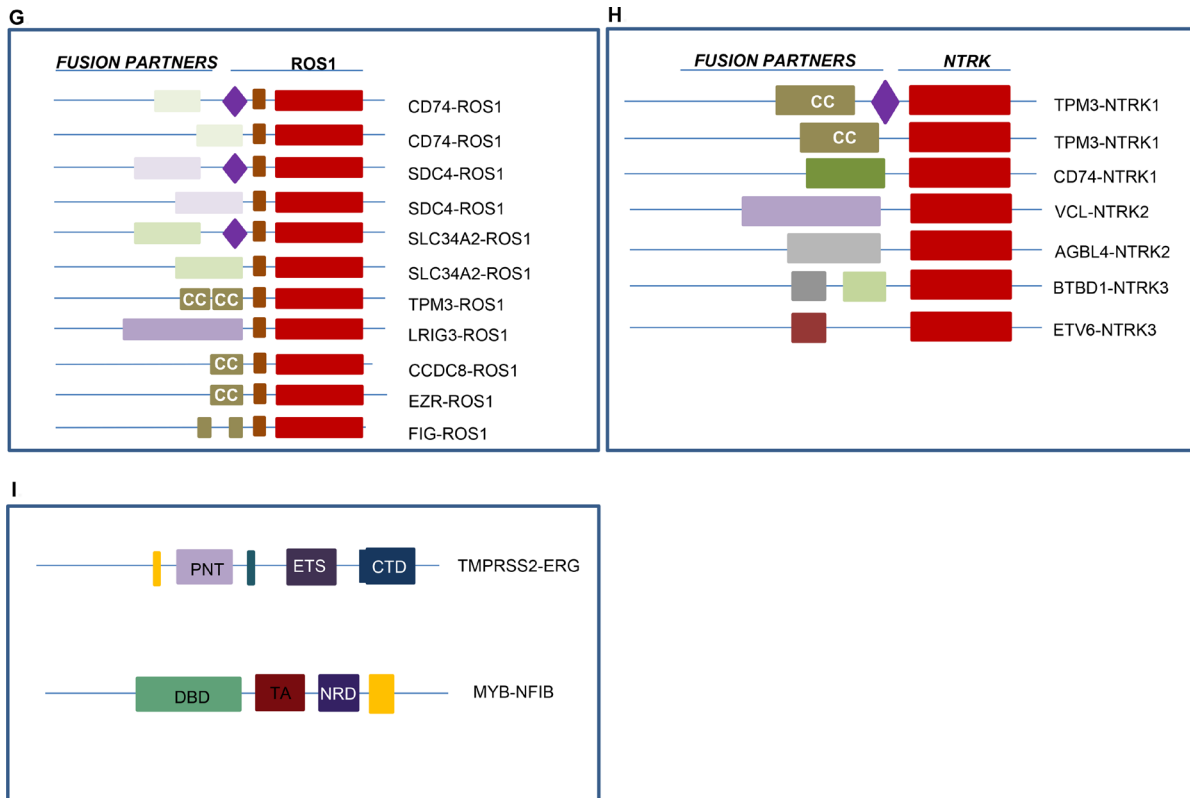 G
FUSION PARTNERS ROS1
CD74-ROS1
CD74-ROS1
SDC4-ROS1
SDC4-ROS1
SLC34A2-ROS1
SLC34A2-ROS1
CC CC TPM3-ROS1
LRIG3-ROS1
CC CCDC8-ROS1
CC EZR-ROS1
FIG-ROS1
H
FUSION PARTNERS NTRK
CC TPM3-NTRK1
CC TPM3-NTRK1
CD74-NTRK1
VCL-NTRK2
AGBL4-NTRK2
BTBD1-NTRK3
ETV6-NTRK3
I
PNT ETS CTD TMPRSS2-ERG
DBD TA NRD MYB-NFIB